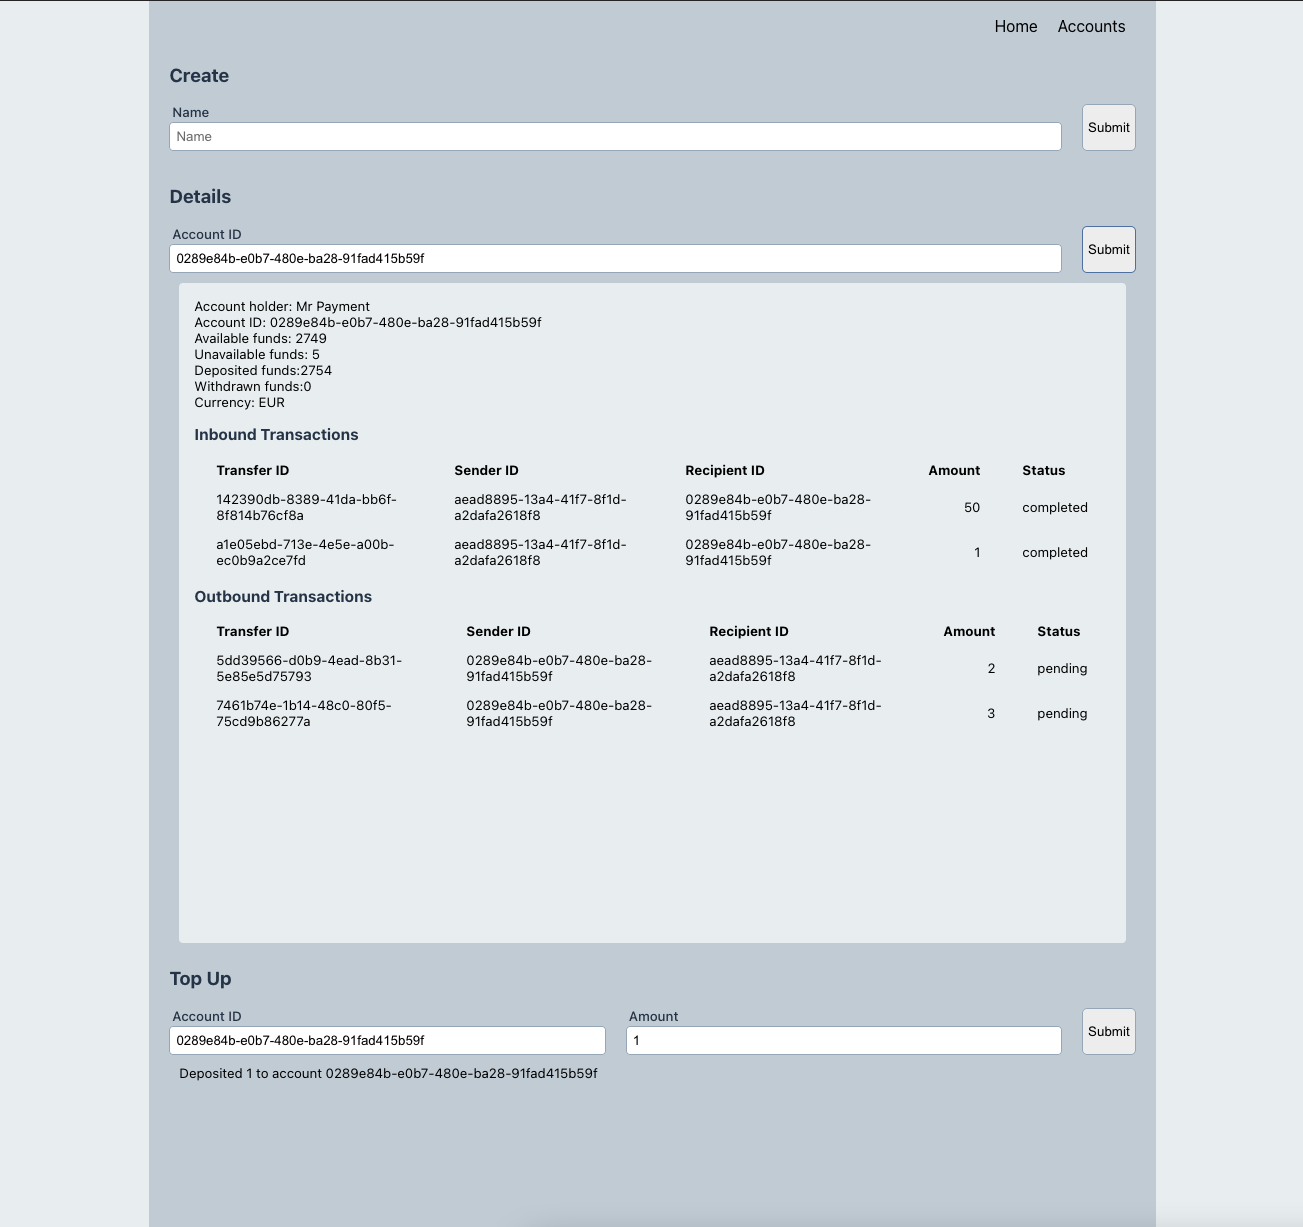 Home Accounts
Create
Name
Name
Submit
Details
Account ID
0289e84b-e0b7-480e-ba28-91fad415b59f
Submit
Account holder: Mr Payment
Account ID: 0289e84b-e0b7-480e-ba28-91fad415b59f
Available funds: 2749
Unavailable funds: 5
Deposited funds:2754
Withdrawn funds:0
Currency: EUR
Inbound Transactions
Transfer ID Sender ID Recipient ID Amount Status
142390db-8389-41da-bb6f- aead8895-13a4-41f7-8f1d- 0289e84b-e0b7-480e-ba28-
8f814b76cf8a a2dafa2618f8 91fad415b59f 50 completed
a1e05ebd-713e-4e5e-a00b- aead8895-13a4-41f7-8f1d- 0289e84b-e0b7-480e-ba28-
ec0b9a2ce7fd a2dafa2618f8 91fad415b59f 1 completed
Outbound Transactions
Transfer ID Sender ID Recipient ID Amount Status
5dd39566-d0b9-4ead-8b31- 0289e84b-e0b7-480e-ba28- aead8895-13a4-41f7-8f1d-
5e85e5d75793 91fad415b59f a2dafa2618f8 2 pending
7461b74e-1b14-48c0-80f5- 0289e84b-e0b7-480e-ba28- aead8895-13a4-41f7-8f1d-
75cd9b86277a 91fad415b59f a2dafa2618f8 3 pending
Top Up
Account ID Amount
0289e84b-e0b7-480e-ba28-91fad415b59f 1 Submit
Deposited 1 to account 0289e84b-e0b7-480e-ba28-91fad415b59f